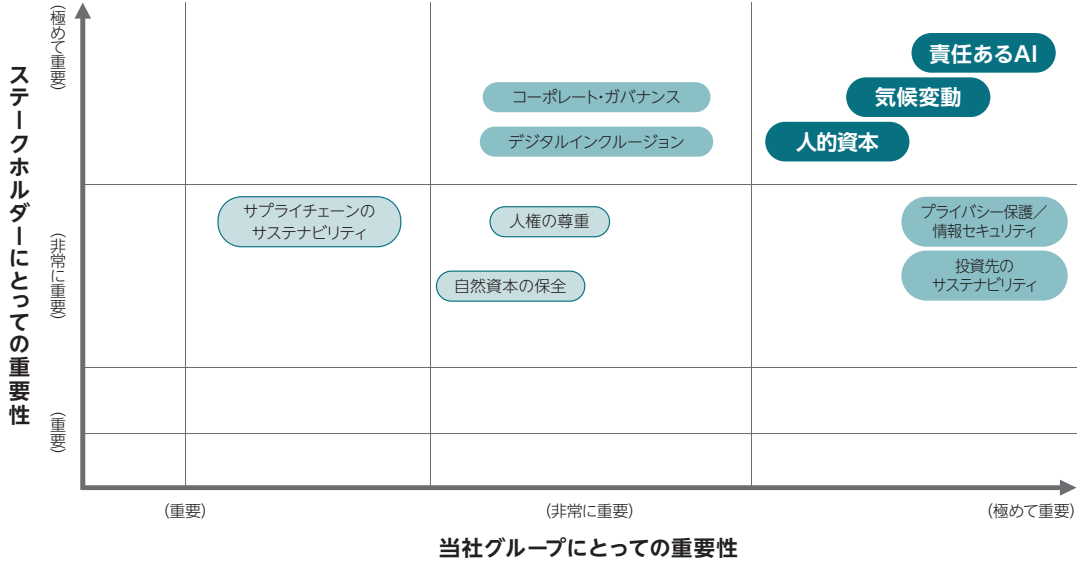 ステークホルダーにとっての重要性
(極めて重要)
(非常に重要)
(重要)
責任あるAI
コーポレート・ガバナンス
気候変動
デジタルインクルージョン
人的資本
サプライチェーンの
サステナビリティ
人権の尊重
プライバシー保護／
情報セキュリティ
自然資本の保全
投資先の
サステナビリティ
(重要)
(非常に重要)
(極めて重要)
当社グループにとっての重要性